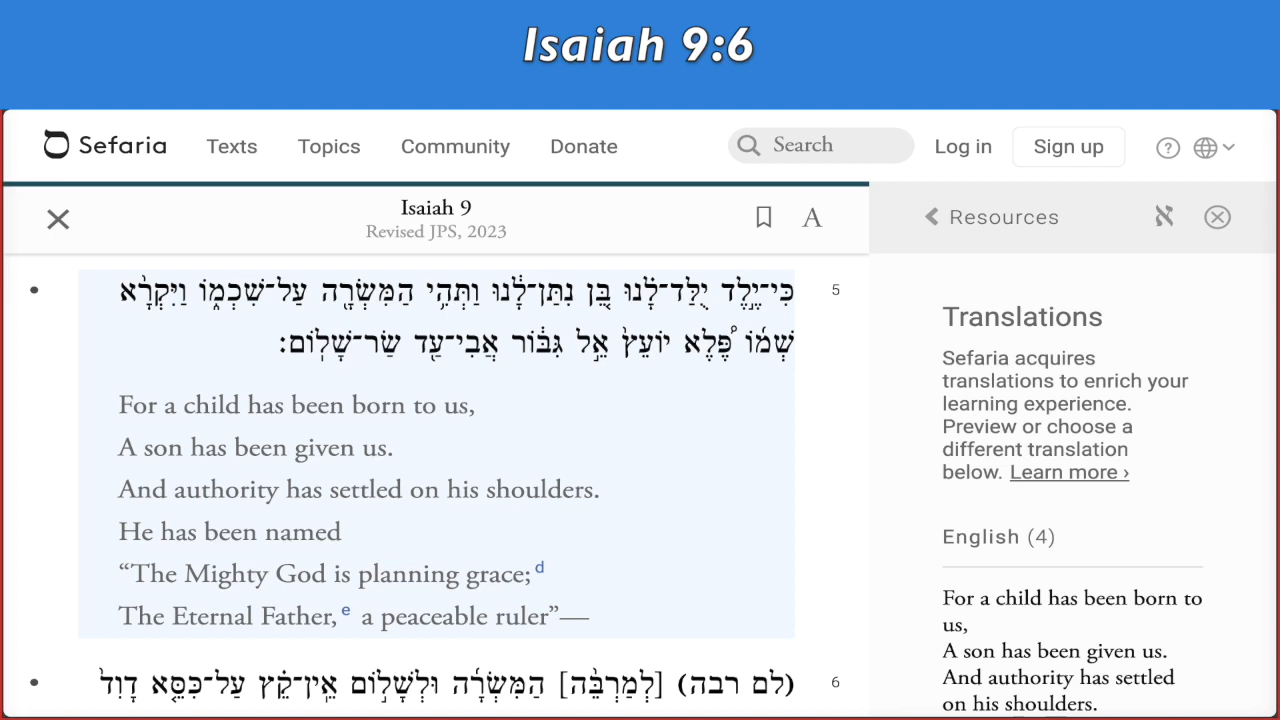 Isaiah 9:6
Sefaria Texts Topics Community Donate Search Log in Sign up
Isaiah 9
Revised JPS, 2023
A
Resources
א
כִּי־יֶ֣לֶד יֻלַּד־לָ֗נוּ בֵּ֚ן נִתַּן־לָ֔נוּ וַתְּהִ֥י הַמִּשְׂרָ֖ה עַל־שִׁכְמ֑וֹ וַיִּקְרָ֨א
5
שְׁמ֜וֹ פֶּ֠לֶא יוֹעֵץ֙ אֵ֣ל גִּבּ֔וֹר אֲבִי־עַ֖ד שַׂר־שָׁלֽוֹם׃
For a child has been born to us,
A son has been given us.
And authority has settled on his shoulders.
He has been named
“The Mighty God is planning grace;d
The Eternal Father,e a peaceable ruler”—
(לם רבה) [לְמַרְבֵּ֨ה] הַמִּשְׂרָ֜ה וּלְשָׁל֣וֹם אֵֽין־קֵ֗ץ עַל־כִּסֵּ֤א דָוִד֙
6
Translations
Sefaria acquires
translations to enrich your
learning experience.
Preview or choose a
different translation
below. Learn more ›
English (4)
For a child has been born to
us,
A son has been given us.
And authority has settled
on his shoulders.